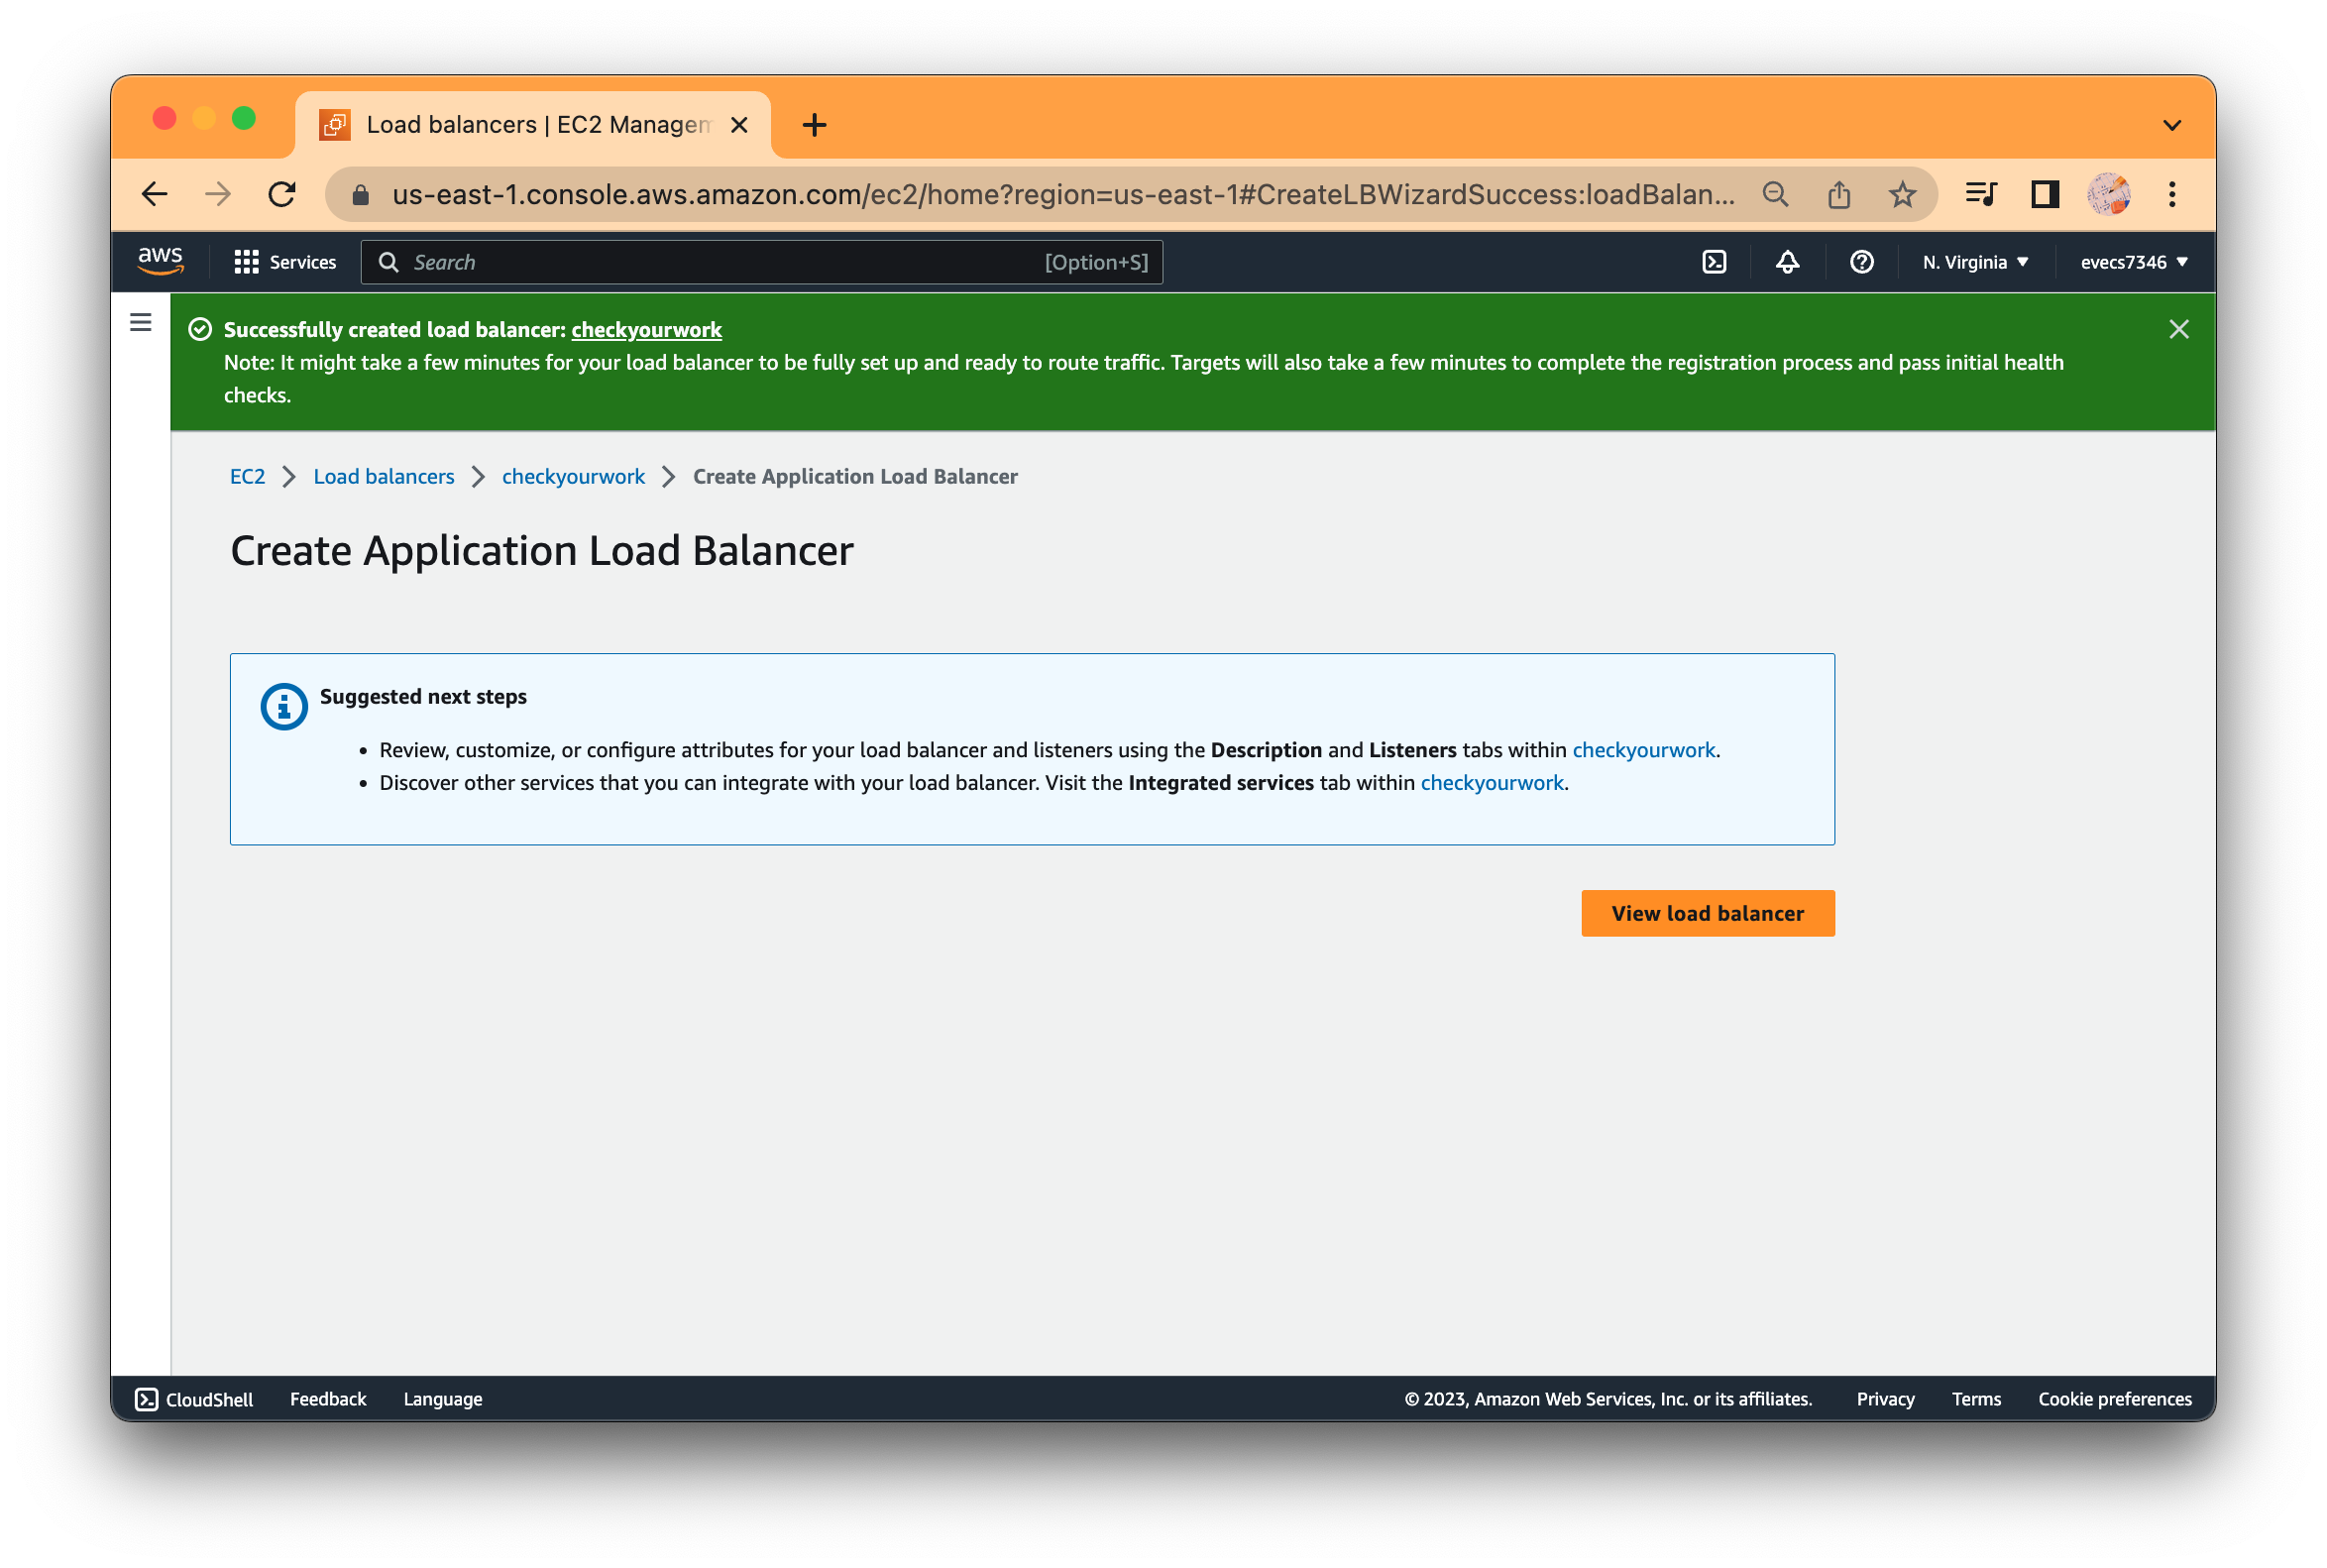 Load balancers | EC2 Managem
us-east-1.console.aws.amazon.com/ec2/home?region=us-east-1#CreateLBWizardSuccess:loadBalan...
aws Services Search [Option+S] N. Virginia evecs7346
Successfully created load balancer: checkyourwork
Note: It might take a few minutes for your load balancer to be fully set up and ready to route traffic. Targets will also take a few minutes to complete the registration process and pass initial health
checks.
EC2 Load balancers checkyourwork Create Application Load Balancer
Create Application Load Balancer
Suggested next steps
• Review, customize, or configure attributes for your load balancer and listeners using the Description and Listeners tabs within checkyourwork.
• Discover other services that you can integrate with your load balancer. Visit the Integrated services tab within checkyourwork.
View load balancer
CloudShell Feedback Language © 2023, Amazon Web Services, Inc. or its affiliates. Privacy Terms Cookie preferences